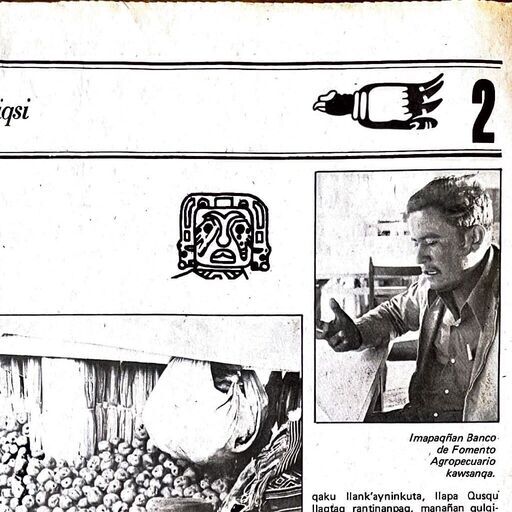 iqsi
2
Imapaqñan Banco
de Fomento
Agropecuario
kawsanqa.
qaku llank'ayninkuta, llapa Qusqu
llaqtaq rantinanpaq, manañan qulqi-